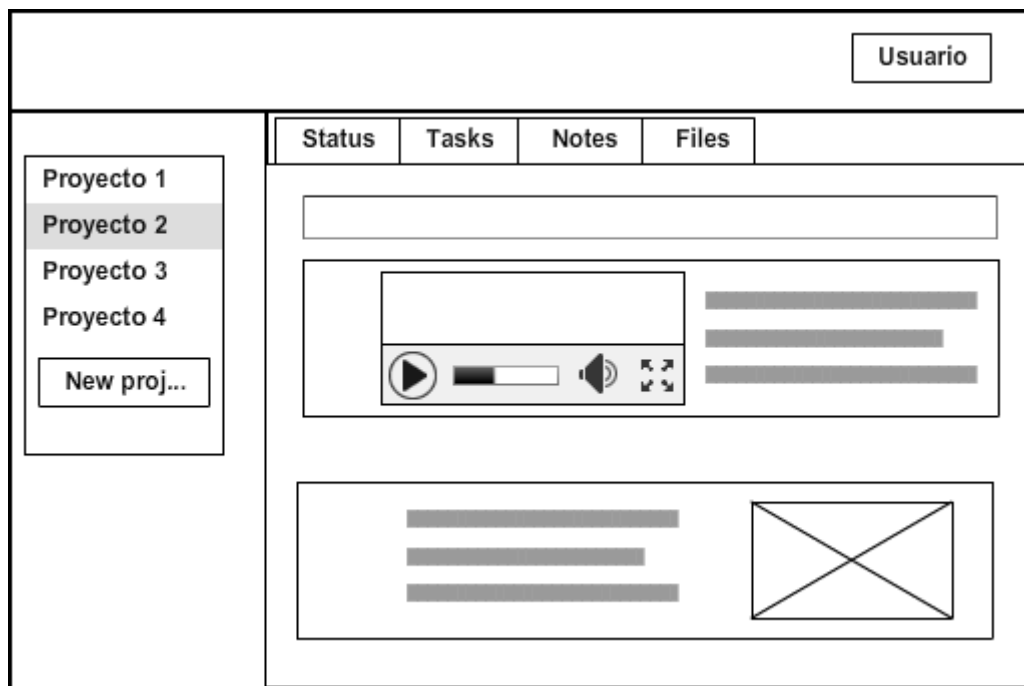 Usuario
Status Tasks Notes Files
Proyecto 1
Proyecto 2
Proyecto 3
Proyecto 4
New proj...